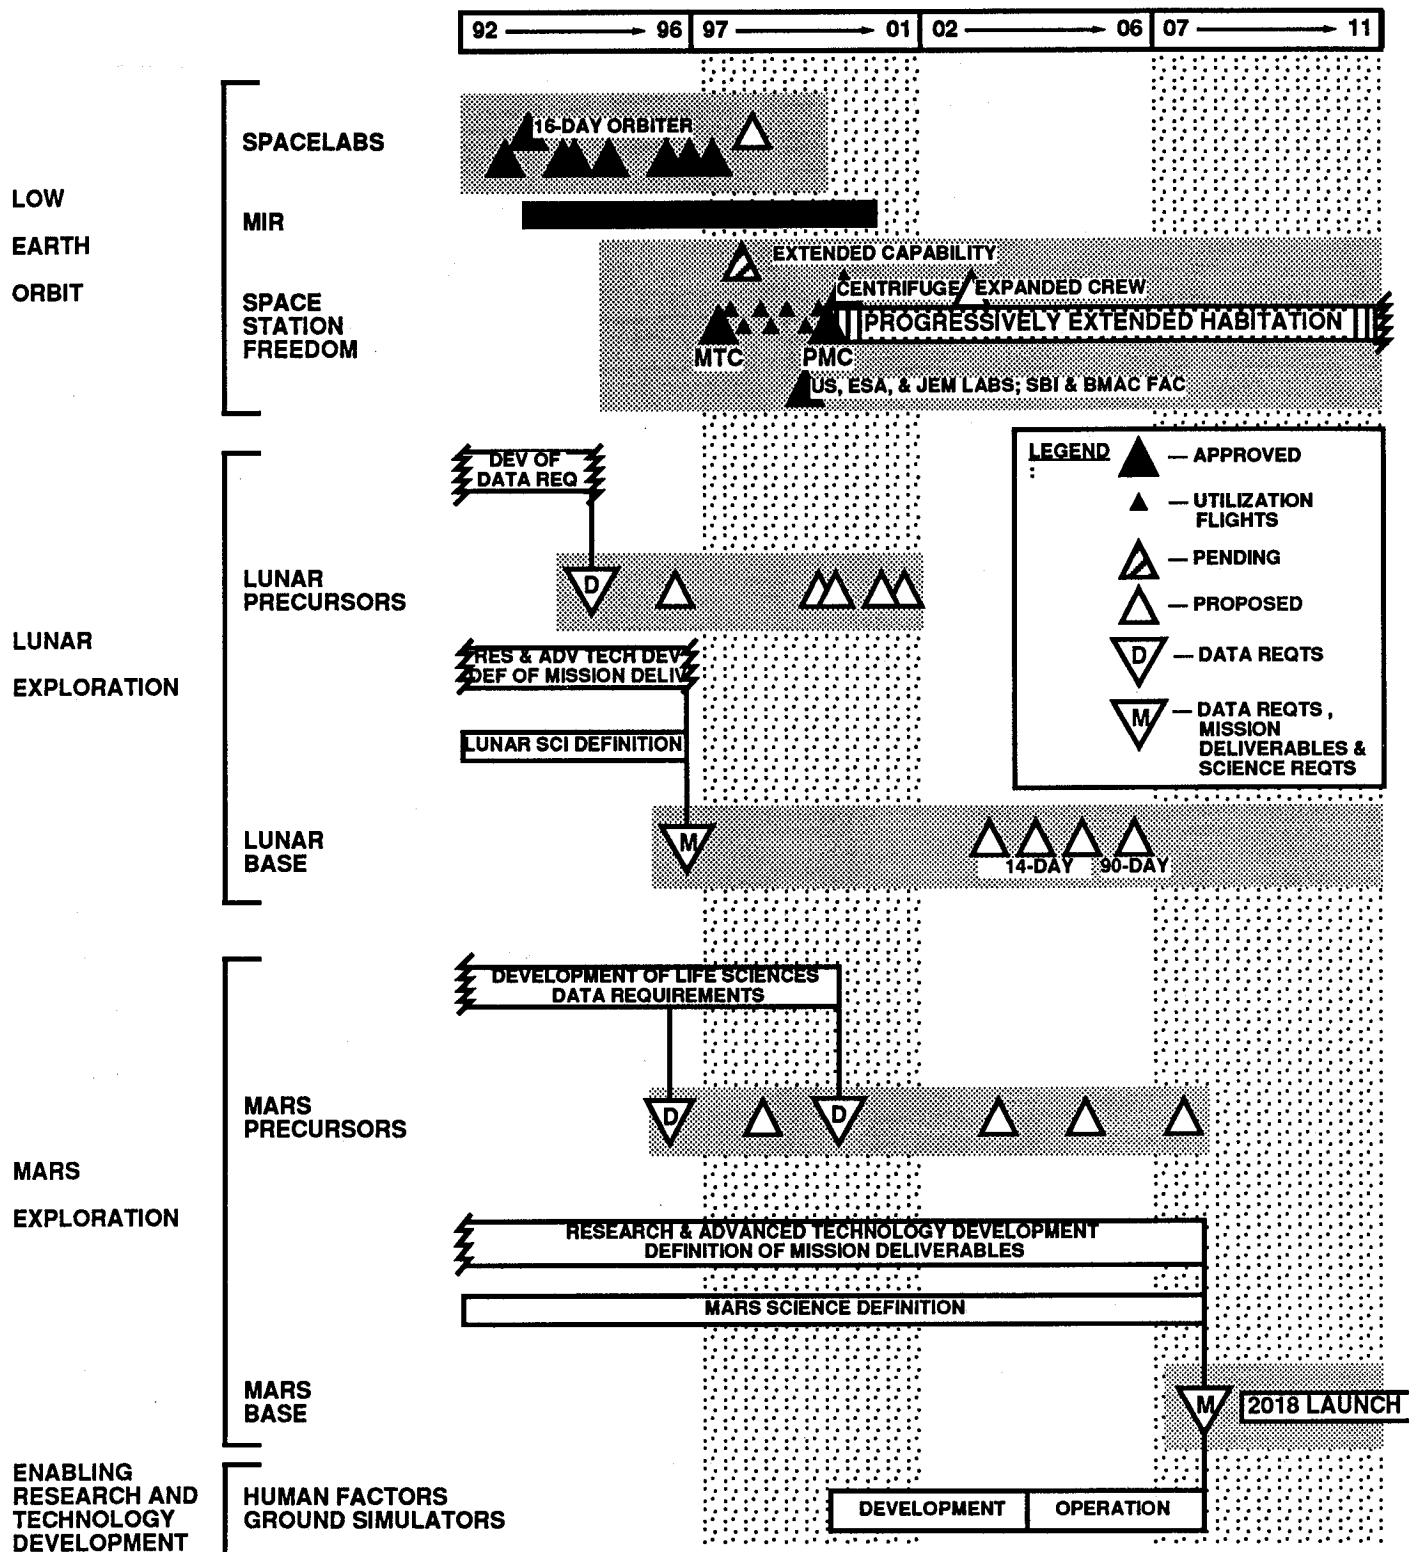 92 96 97 01 02 06 07 11
LOW
EARTH
ORBIT
SPACELABS
16-DAY ORBITER
MIR
SPACE
STATION
FREEDOM
EXTENDED CAPABILITY
CENTRIFUGE
EXPANDED CREW
PROGRESSIVELY EXTENDED HABITATION
MTC
PMC
US, ESA, & JEM LABS; SBI & BMAC FAC
LEGEND
:
— APPROVED
— UTILIZATION
FLIGHTS
— PENDING
— PROPOSED
D — DATA REQTS
M — DATA REQTS ,
MISSION
DELIVERABLES &
SCIENCE REQTS
LUNAR
EXPLORATION
DEV OF
DATA REQ
LUNAR
PRECURSORS
D
RES & ADV TECH DEV
DEF OF MISSION DELIV
LUNAR SCI DEFINITION
LUNAR
BASE
M
14-DAY
90-DAY
MARS
EXPLORATION
DEVELOPMENT OF LIFE SCIENCES
DATA REQUIREMENTS
MARS
PRECURSORS
D
D
RESEARCH & ADVANCED TECHNOLOGY DEVELOPMENT
DEFINITION OF MISSION DELIVERABLES
MARS SCIENCE DEFINITION
MARS
BASE
M
2018 LAUNCH
ENABLING
RESEARCH AND
TECHNOLOGY
DEVELOPMENT
HUMAN FACTORS
GROUND SIMULATORS
DEVELOPMENT
OPERATION